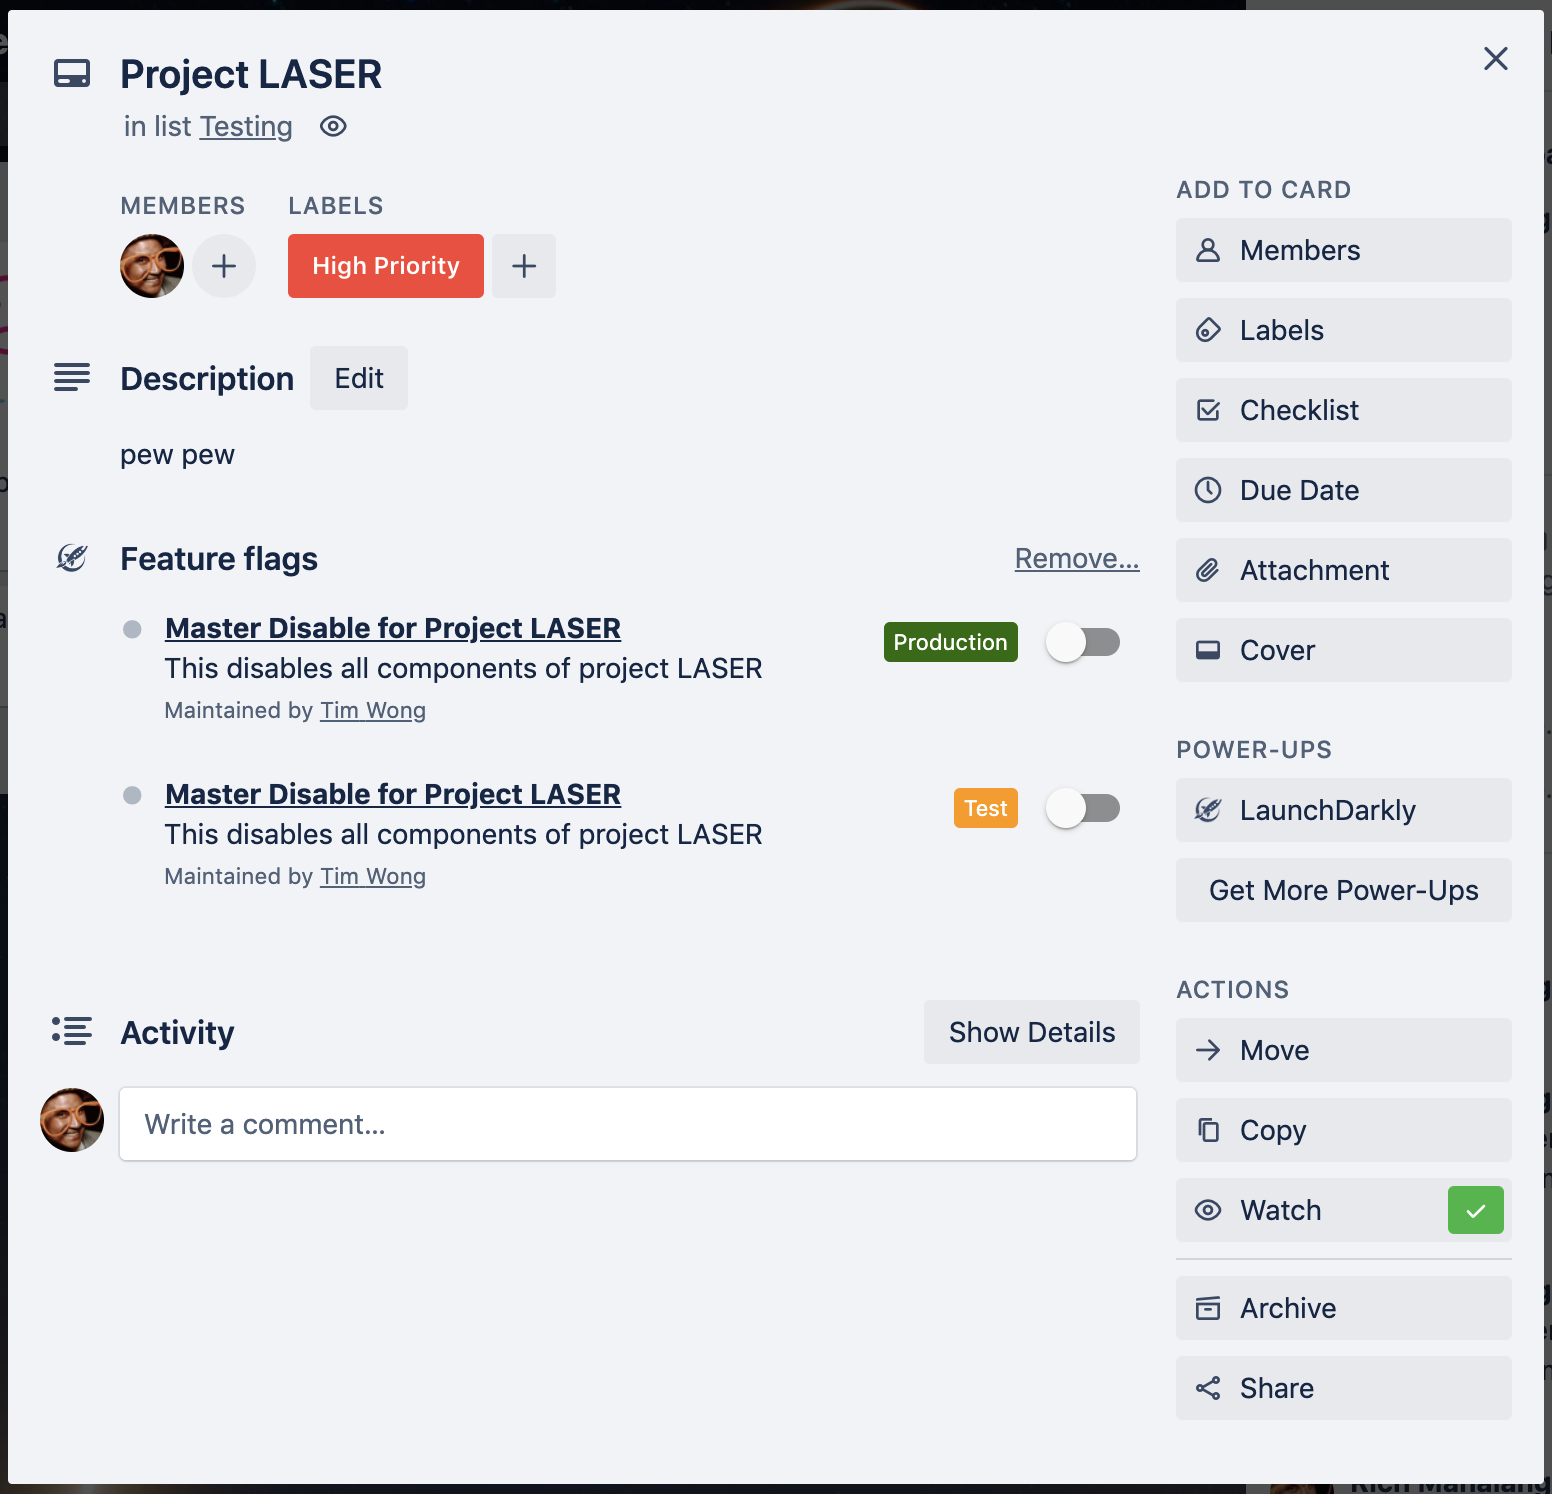 Project LASER
in list Testing
MEMBERS
LABELS
High Priority
Description
Edit
pew pew
Feature flags
Remove...
Master Disable for Project LASER
This disables all components of project LASER
Maintained by Tim Wong
Production
Master Disable for Project LASER
This disables all components of project LASER
Maintained by Tim Wong
Test
Activity
Show Details
Write a comment...
ADD TO CARD
Members
Labels
Checklist
Due Date
Attachment
Cover
POWER-UPS
LaunchDarkly
Get More Power-Ups
ACTIONS
Move
Copy
Watch
Archive
Share